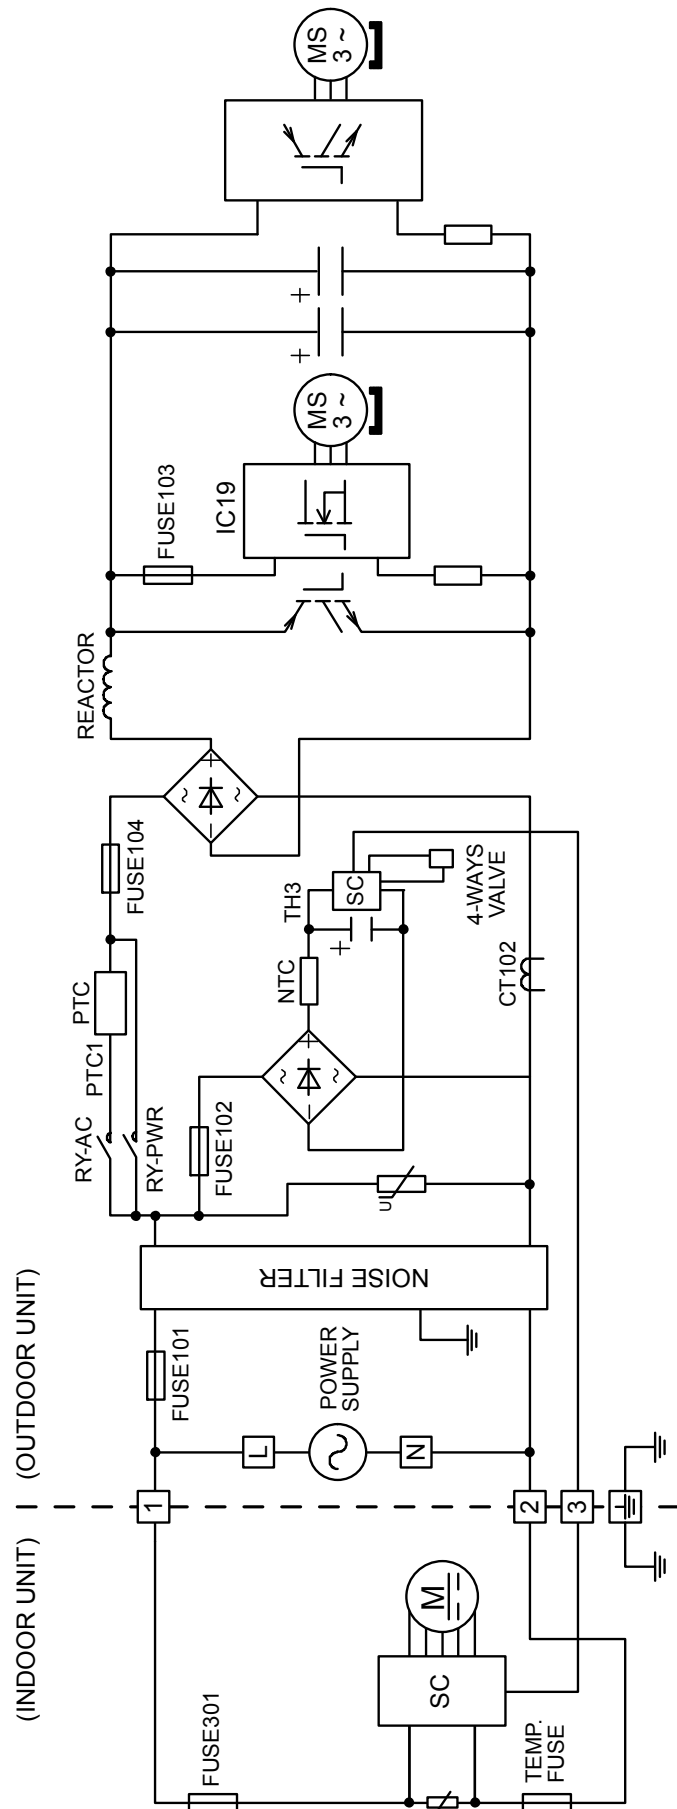 (INDOOR UNIT)
(OUTDOOR UNIT)
FUSE301
SC
M
TEMP.
FUSE
1
2
3
L
N
POWER
SUPPLY
FUSE101
NOISE FILTER
U
RY-AC
RY-PWR
FUSE102
PTC1
PTC
FUSE104
NTC
TH3
SC
4-WAYS
VALVE
CT102
~
~
+
−
~
~
+
−
+
REACTOR
FUSE103
IC19
MS
3 ~
+
+
MS
3 ~